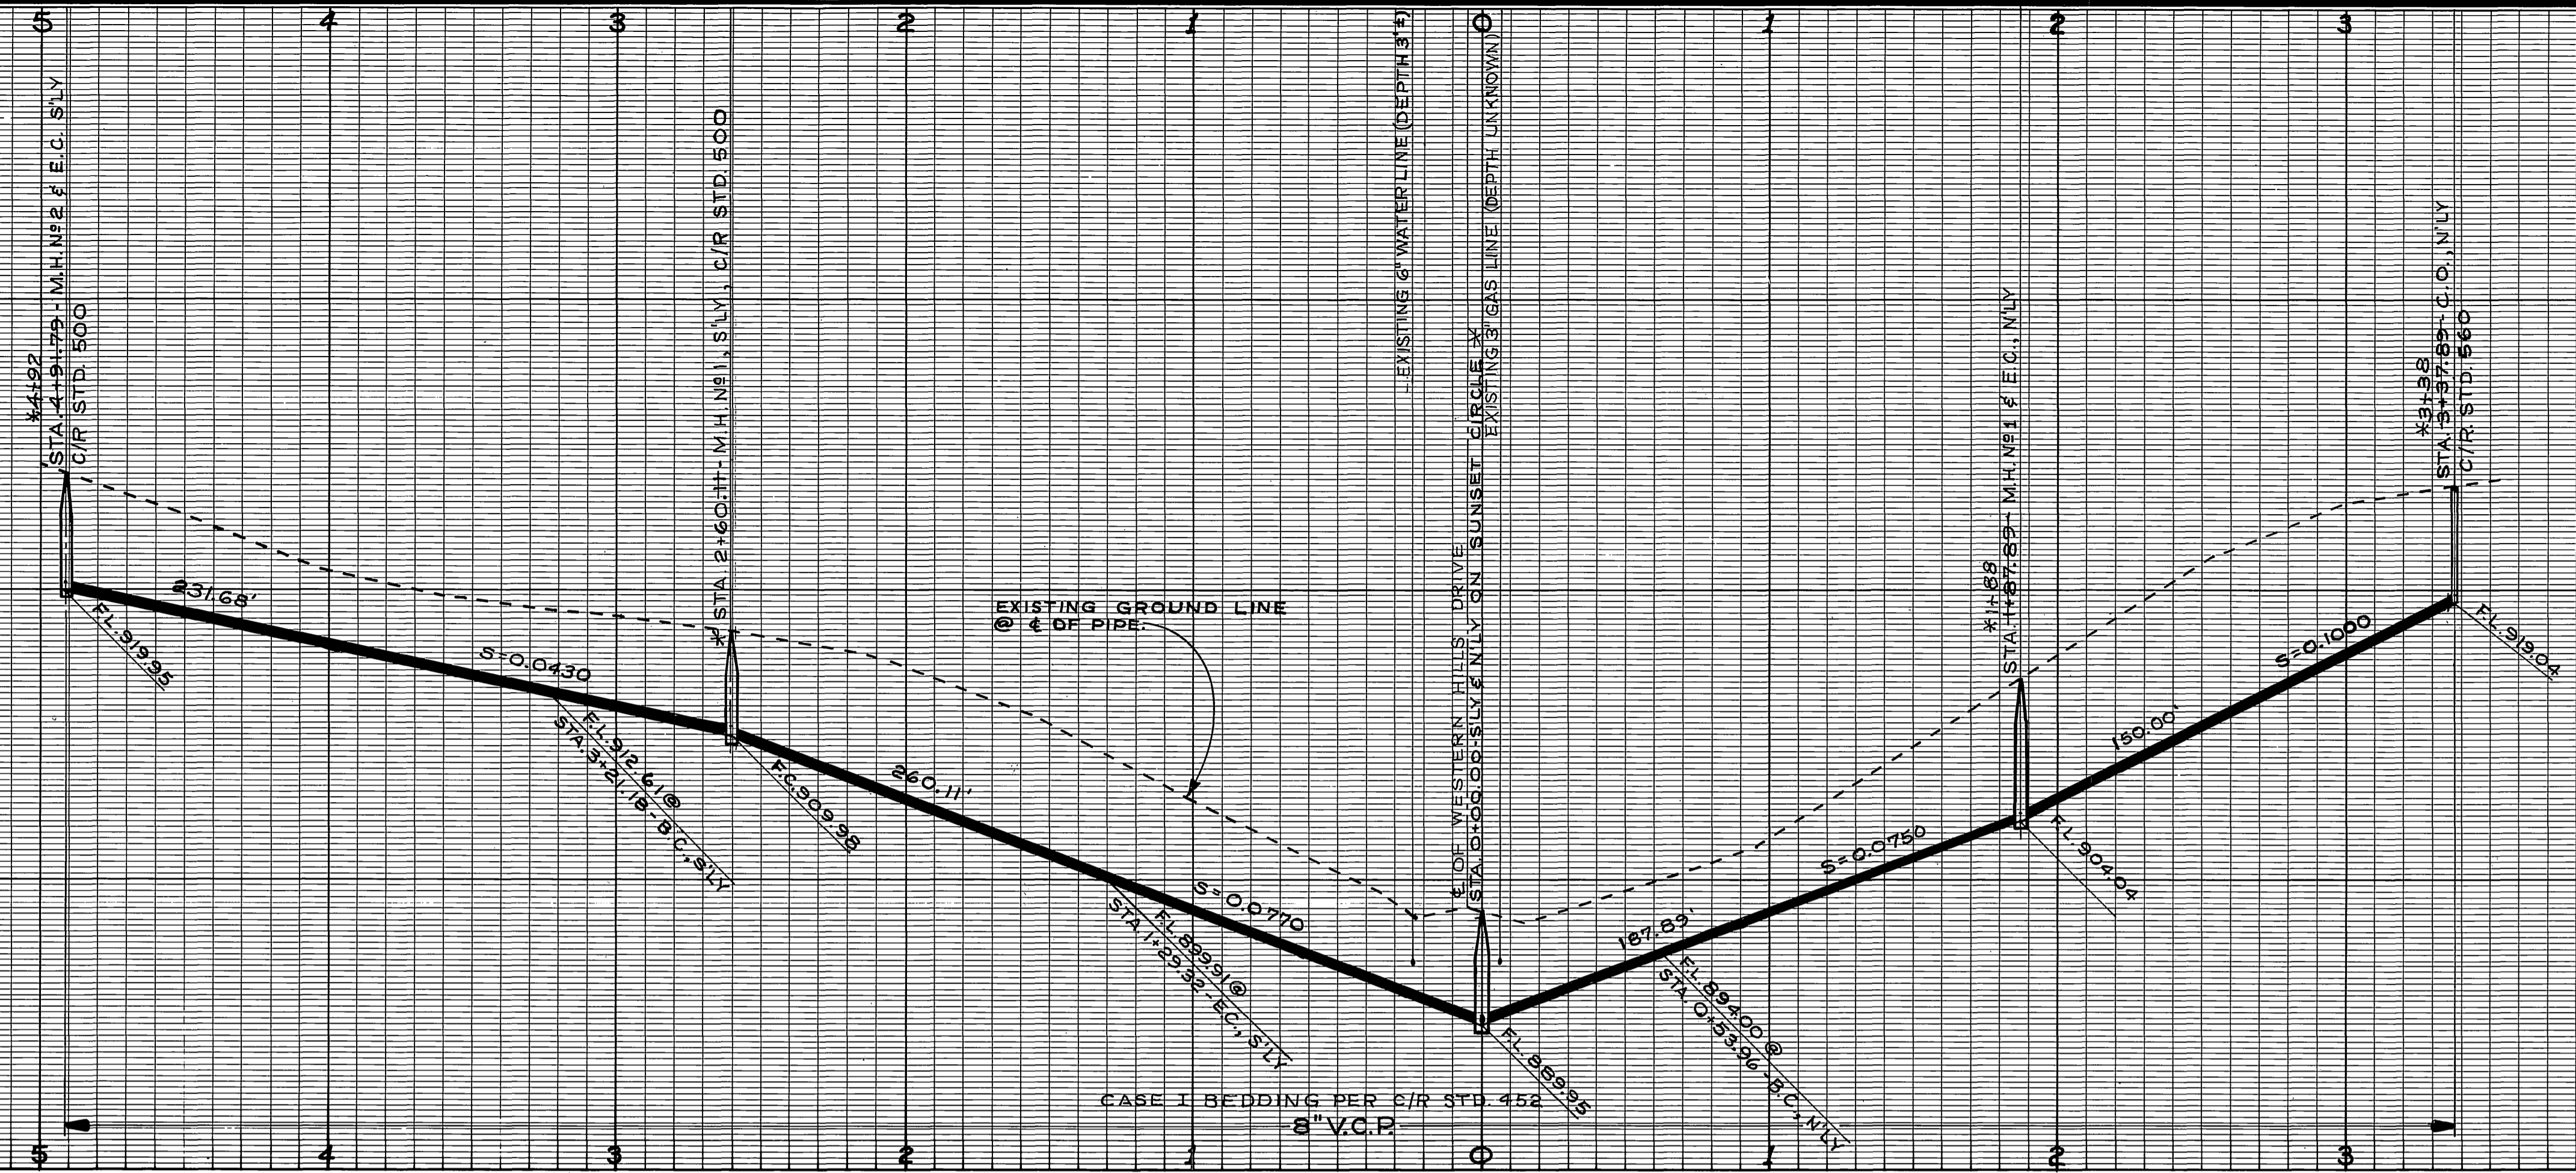 5 4 3 2 1 0 1 2 3
*4+92
STA. 4+91.79 - M.H. Nº 2 & E.C. S'LY
C/R STD. 500
* STA. 2+60.11 - M.H. Nº 1, S'LY, C/R STD. 500
EXISTING 6" WATER LINE (DEPTH 3'±)
℄ OF WESTERN HILLS DRIVE
STA. 0+00.00-S'LY & N'LY ON SUNSET CIRCLE *
EXISTING 3" GAS LINE (DEPTH UNKNOWN)
*1+88
STA. 1+87.89 - M.H. Nº 1 & E.C., N'LY
*3+38
STA. 3+37.89 - C.O., N'LY
C/R. STD. 560
231.68'
S=0.0430
F.L. 919.95
F.L. 912.61 @
STA. 3+21.18 - B.C., S'LY
F.C. 909.98
260.11'
EXISTING GROUND LINE
@ ℄ OF PIPE.
S=0.0770
F.L. 899.91 @
STA. 1+29.32 - E.C., S'LY
F.L. 889.95
187.89'
S=0.0750
F.L. 894.00 @
STA. 0+53.96 - B.C., N'LY
F.L. 904.04
150.00'
S=0.1000
F.L. 919.04
CASE I BEDDING PER C/R STD. 452
8" V.C.P.
5 4 3 2 1 0 1 2 3